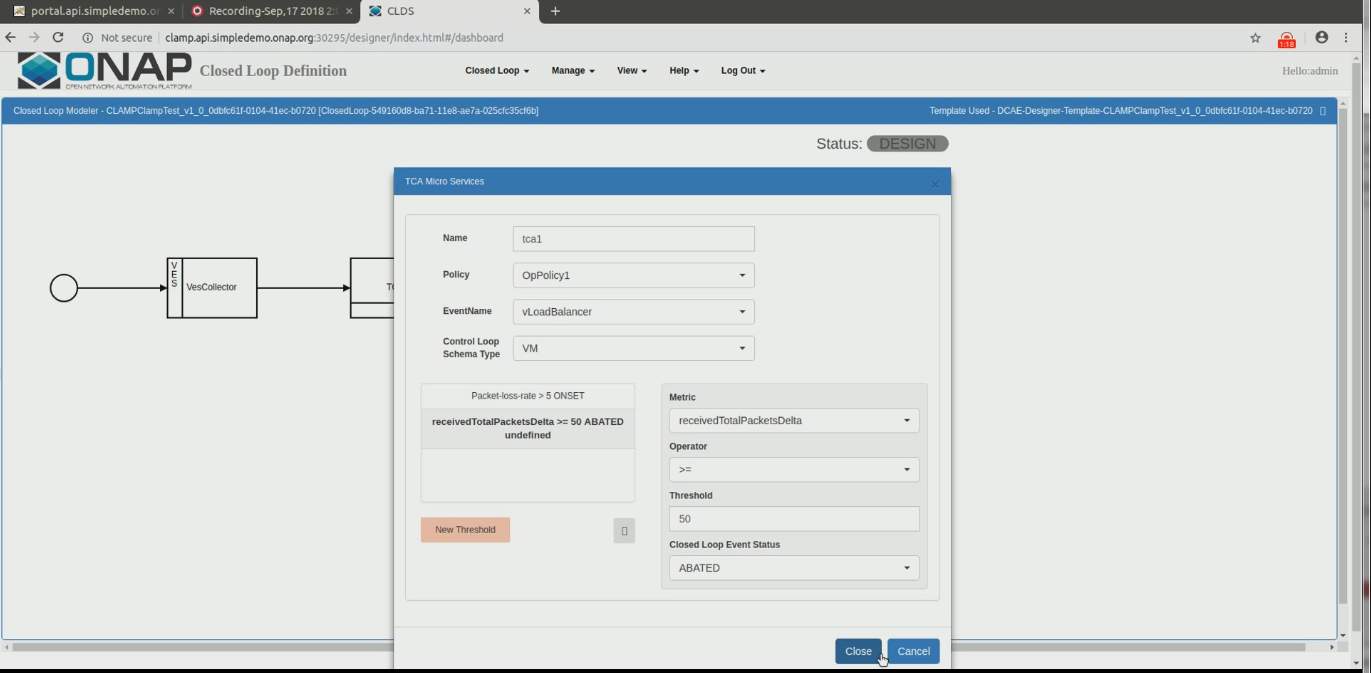 portal.api.simpledemo.or
Recording-Sep,17 2018 2:
CLDS
Not secure
clamp.api.simpledemo.onap.org:30295/designer/index.html#/dashboard
1:18
ONAP
OPEN NETWORK AUTOMATION PLATFORM
Closed Loop Definition
Closed Loop
Manage
View
Help
Log Out
Hello:admin
Closed Loop Modeler - CLAMPClampTest_v1_0_0dbfc61f-0104-41ec-b0720 [ClosedLoop-549160d8-ba71-11e8-ae7a-025cfc35cf6b]
Template Used - DCAE-Designer-Template-CLAMPClampTest_v1_0_0dbfc61f-0104-41ec-b0720
Status: DESIGN
VES
VesCollector
TCA Micro Services
Name
tca1
Policy
OpPolicy1
EventName
vLoadBalancer
Control Loop
Schema Type
VM
Packet-loss-rate > 5 ONSET
receivedTotalPacketsDelta >= 50 ABATED
undefined
New Threshold
Metric
receivedTotalPacketsDelta
Operator
>=
Threshold
50
Closed Loop Event Status
ABATED
Close
Cancel